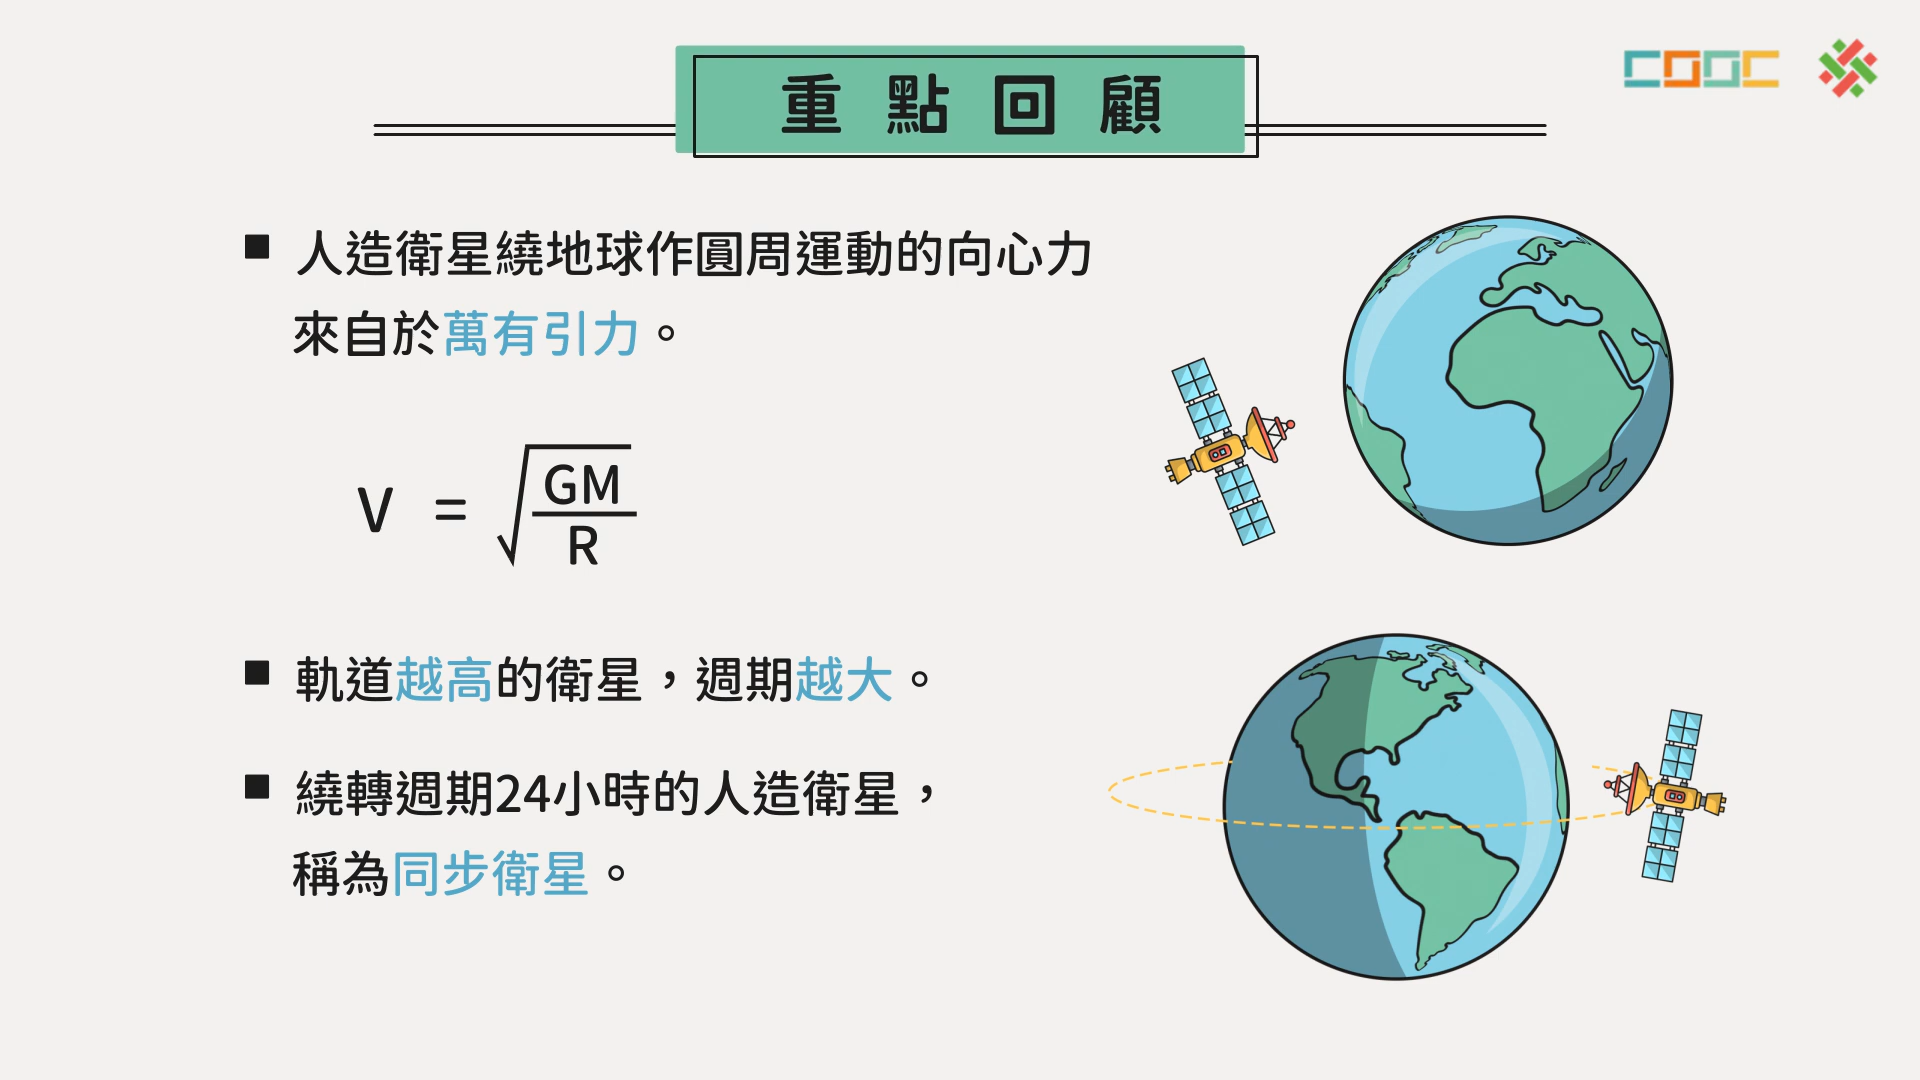 重點回顧
COOC
■ 人造衛星繞地球作圓周運動的向心力
來自於萬有引力。
v = √(GM/R)
■ 軌道越高的衛星，週期越大。
■ 繞轉週期24小時的人造衛星，
稱為同步衛星。